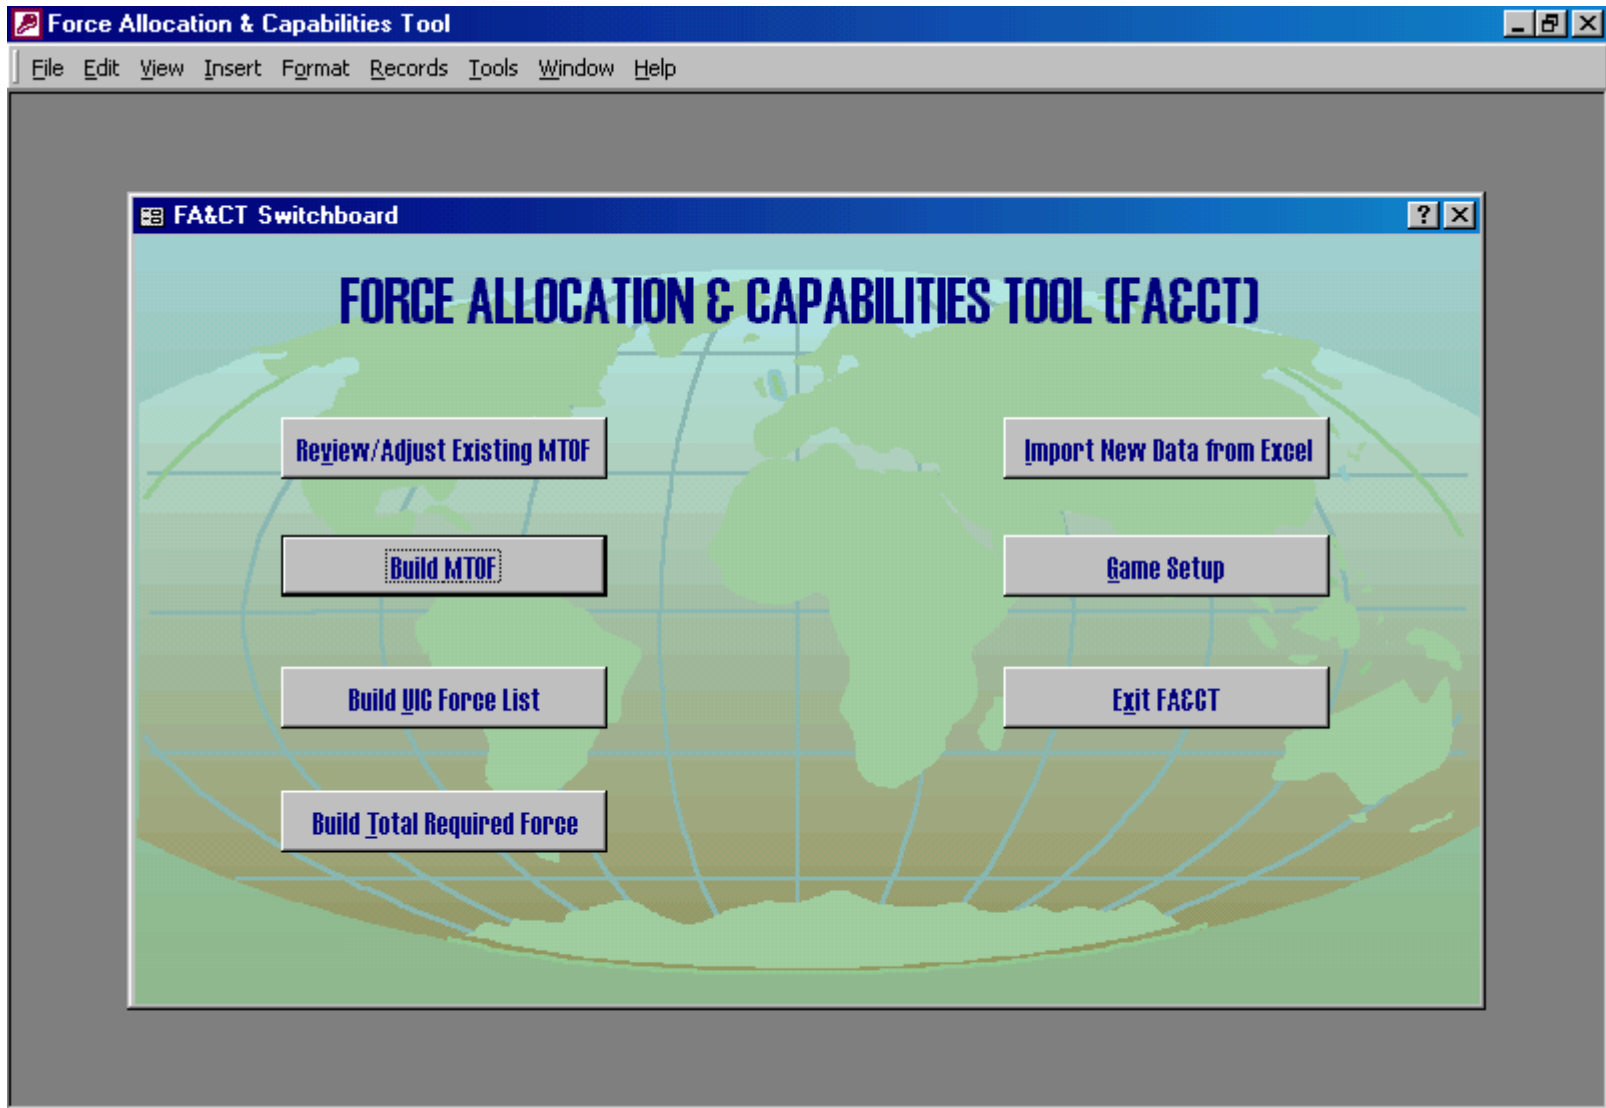 Force Allocation & Capabilities Tool
File Edit View Insert Format Records Tools Window Help
FA&CT Switchboard
FORCE ALLOCATION & CAPABILITIES TOOL (FA&CT)
Review/Adjust Existing MTOF
Import New Data from Excel
Build MTOF
Game Setup
Build UIC Force List
Exit FA&CT
Build Total Required Force